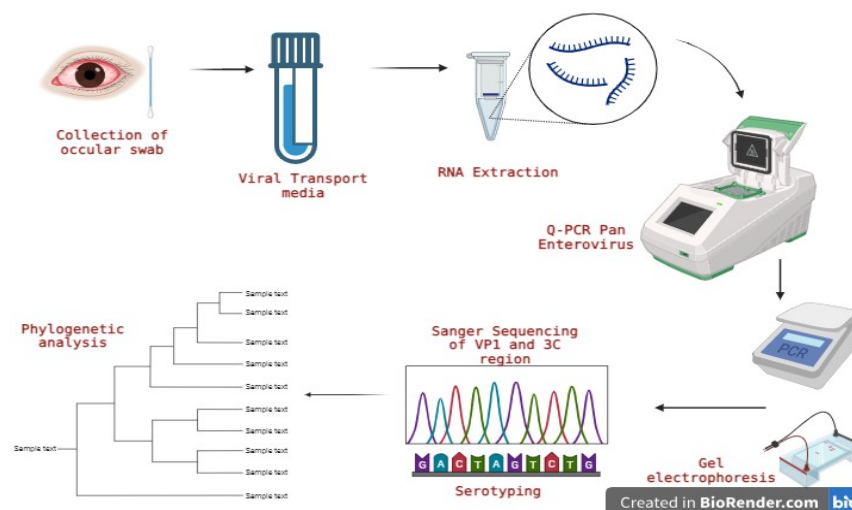 Collection of
occular swab
Viral Transport
media
RNA Extraction
Q-PCR Pan
Enterovirus
PCR
Gel
electrophoresis
Sanger Sequencing
of VP1 and 3C
region
G A C T A G T C T G
Serotyping
Phylogenetic
analysis
Sample text
Sample text
Sample text
Sample text
Sample text
Sample text
Sample text
Sample text
Sample text
Sample text
Sample text
Created in BioRender.com